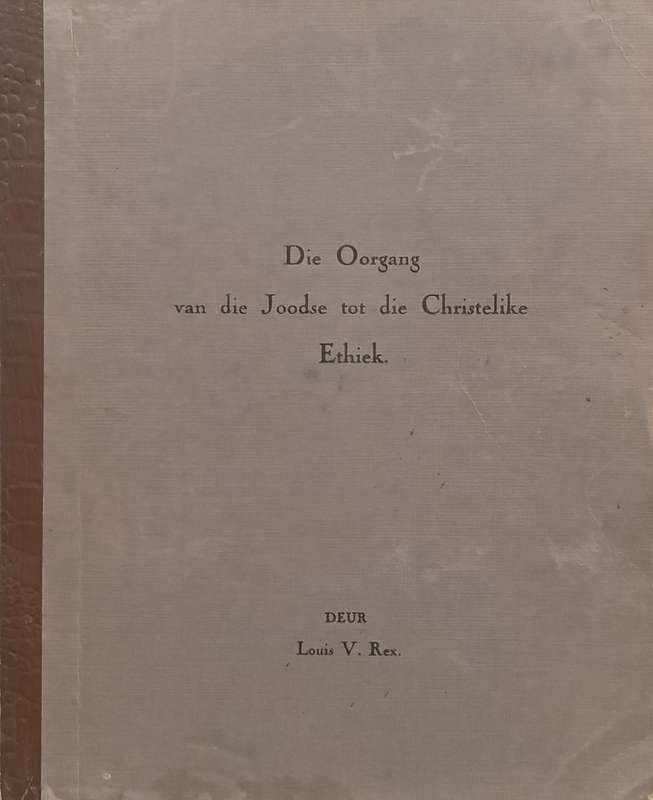 Die Oorgang
van die Joodse tot die Christelike
Ethiek.
DEUR
Louis V. Rex.